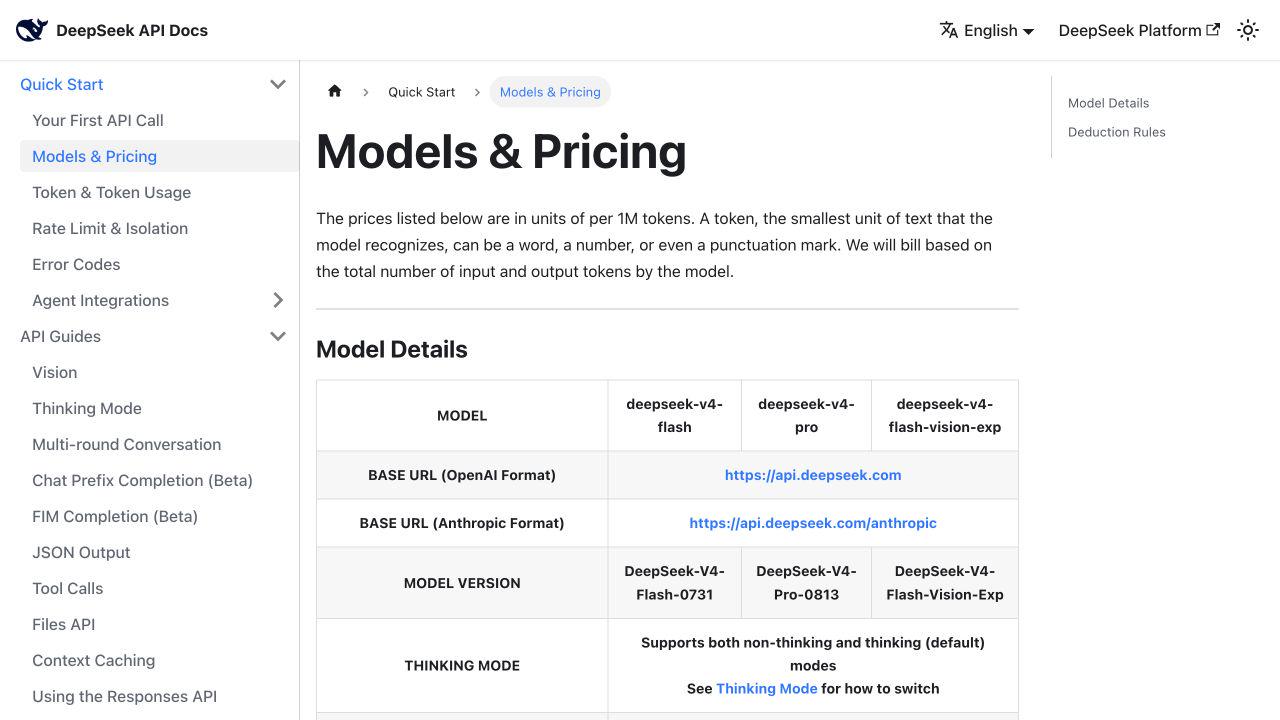 DeepSeek API Docs
English
DeepSeek Platform
Quick Start
Your First API Call
Models & Pricing
Token & Token Usage
Rate Limit & Isolation
Error Codes
Agent Integrations
API Guides
Vision
Thinking Mode
Multi-round Conversation
Chat Prefix Completion (Beta)
FIM Completion (Beta)
JSON Output
Tool Calls
Files API
Context Caching
Using the Responses API
Quick Start
Models & Pricing
Models & Pricing
The prices listed below are in units of per 1M tokens. A token, the smallest unit of text that the
model recognizes, can be a word, a number, or even a punctuation mark. We will bill based on
the total number of input and output tokens by the model.
Model Details
MODEL
deepseek-v4-
flash
deepseek-v4-
pro
deepseek-v4-
flash-vision-exp
BASE URL (OpenAI Format)
https://api.deepseek.com
BASE URL (Anthropic Format)
https://api.deepseek.com/anthropic
MODEL VERSION
DeepSeek-V4-
Flash-0731
DeepSeek-V4-
Pro-0813
DeepSeek-V4-
Flash-Vision-Exp
THINKING MODE
Supports both non-thinking and thinking (default)
modes
See Thinking Mode for how to switch
Model Details
Deduction Rules